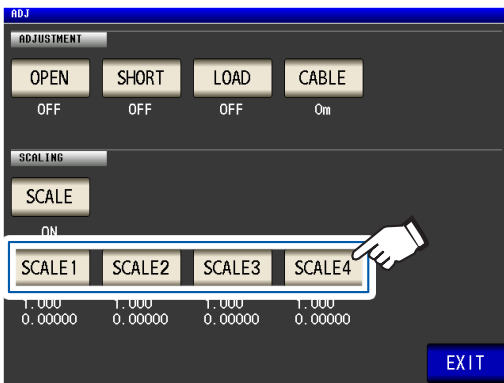 ADJ
ADJUSTMENT
OPEN SHORT LOAD CABLE
OFF OFF OFF 0m
SCALING
SCALE
ON
SCALE1 SCALE2 SCALE3 SCALE4
1.000 1.000 1.000 1.000
0.00000 0.00000 0.00000 0.00000
EXIT